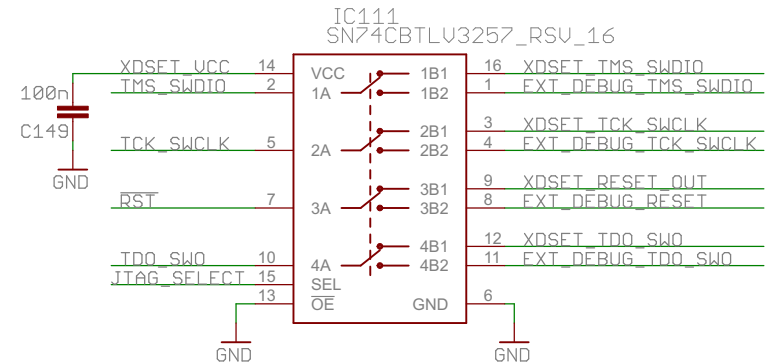 IC111
SN74CBTLV3257_RSV_16
XDSET_VCC 14 VCC 1B1 16 XDSET_TMS_SWDIO
100n TMS_SWDIO 2 1A 1B2 1 EXT_DEBUG_TMS_SWDIO
C149 2B1 3 XDSET_TCK_SWCLK
TCK_SWCLK 5 2A 2B2 4 EXT_DEBUG_TCK_SWCLK
GND 3B1 9 XDSET_RESET_OUT
RST 7 3A 3B2 8 EXT_DEBUG_RESET
4B1 12 XDSET_TDO_SWO
TDO_SWO 10 4A 4B2 11 EXT_DEBUG_TDO_SWO
JTAG_SELECT 15 SEL
13 OE GND 6
GND GND